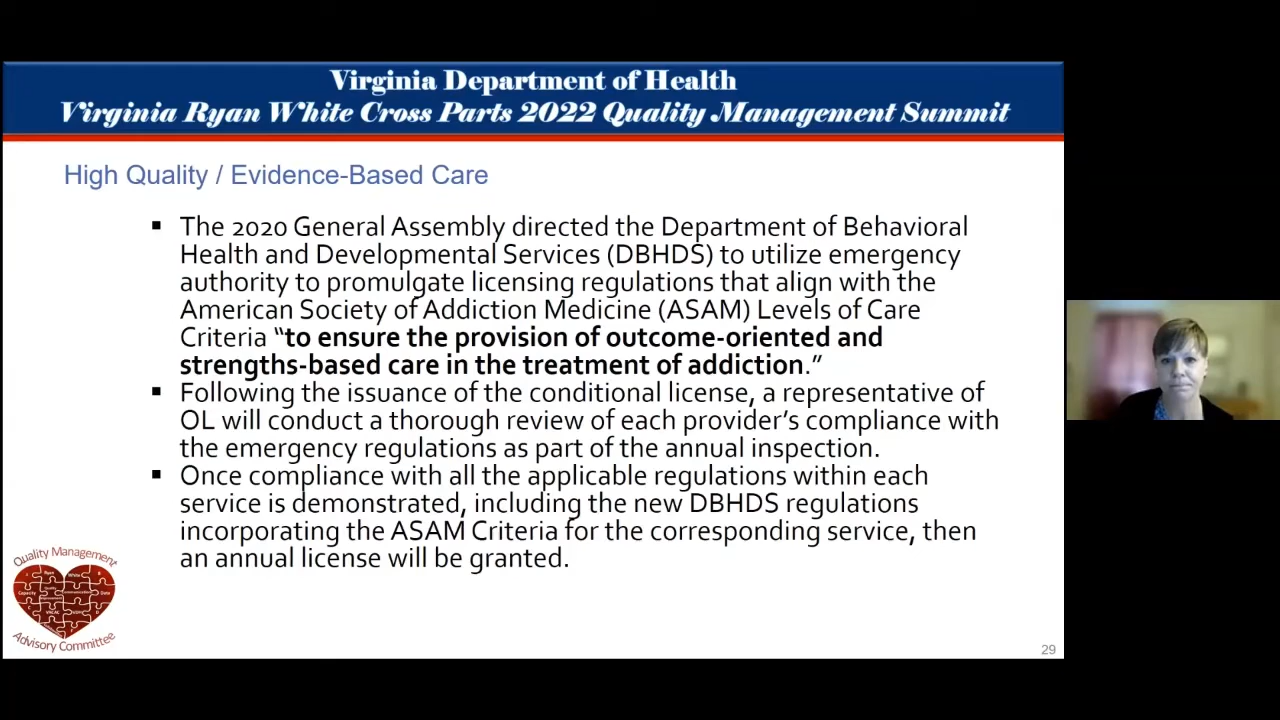 Virginia Department of Health
Virginia Ryan White Cross Parts 2022 Quality Management Summit
High Quality / Evidence-Based Care
▪ The 2020 General Assembly directed the Department of Behavioral
Health and Developmental Services (DBHDS) to utilize emergency
authority to promulgate licensing regulations that align with the
American Society of Addiction Medicine (ASAM) Levels of Care
Criteria “to ensure the provision of outcome-oriented and
strengths-based care in the treatment of addiction.”
▪ Following the issuance of the conditional license, a representative of
OL will conduct a thorough review of each provider’s compliance with
the emergency regulations as part of the annual inspection.
▪ Once compliance with all the applicable regulations within each
service is demonstrated, including the new DBHDS regulations
incorporating the ASAM Criteria for the corresponding service, then
an annual license will be granted.
Quality Management
Ryan
White
Capacity
Data
Advisory Committee
29